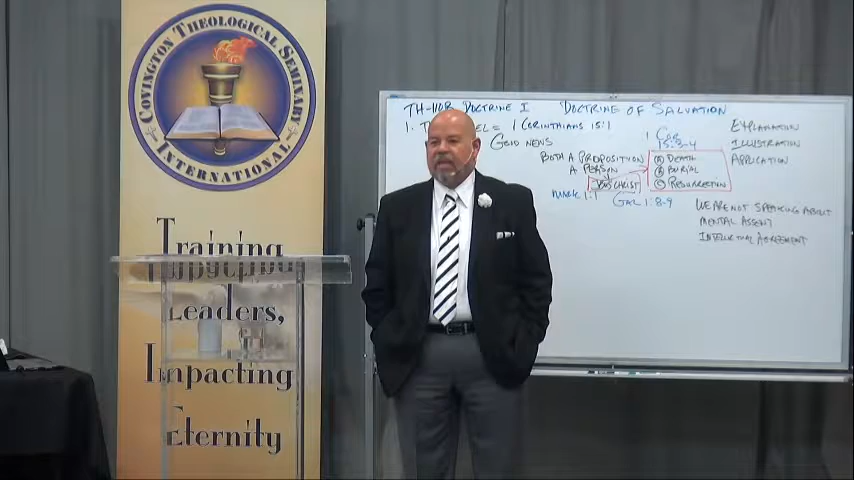 COVINGTON THEOLOGICAL SEMINARY
INTERNATIONAL
Training
Leaders,
Impacting
Eternity
TH-110B DOCTRINE I DOCTRINE OF SALVATION
1. 1 CORINTHIANS 15:1
GOOD NEWS
BOTH A PROPOSITION
A PERSON
JESUS CHRIST
MARK 1:1 GAL 1:8-9
1 COR
15:3-4
(A) DEATH
(B) BURIAL
(C) RESURRECTION
EXPLANATION
ILLUSTRATION
APPLICATION
WE ARE NOT SPEAKING ABOUT
MENTAL ASSENT
INTELLECTUAL AGREEMENT